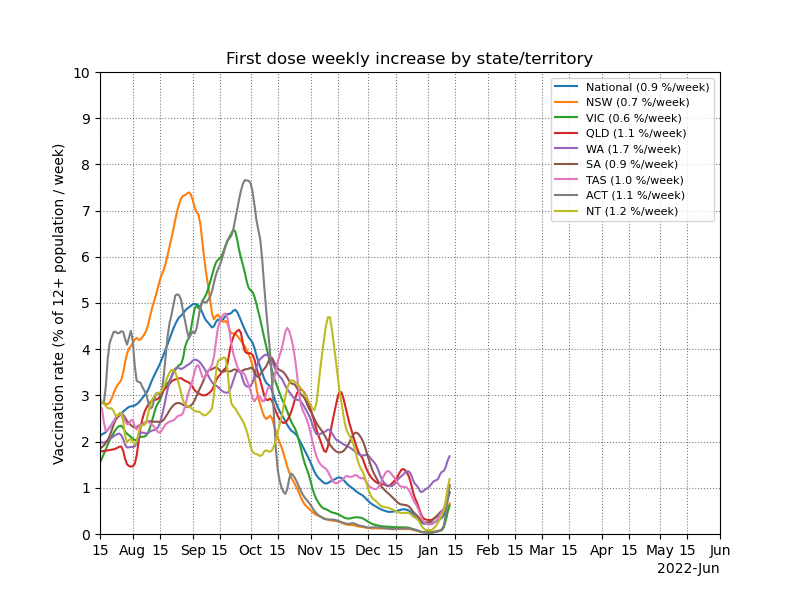 First dose weekly increase by state/territory
Vaccination rate (% of 12+ population / week)
10
9
8
7
6
5
4
3
2
1
0
National (0.9 %/week)
NSW (0.7 %/week)
VIC (0.6 %/week)
QLD (1.1 %/week)
WA (1.7 %/week)
SA (0.9 %/week)
TAS (1.0 %/week)
ACT (1.1 %/week)
NT (1.2 %/week)
15 Aug 15 Sep 15 Oct 15 Nov 15 Dec 15 Jan 15 Feb 15 Mar 15 Apr 15 May 15 Jun
2022-Jun